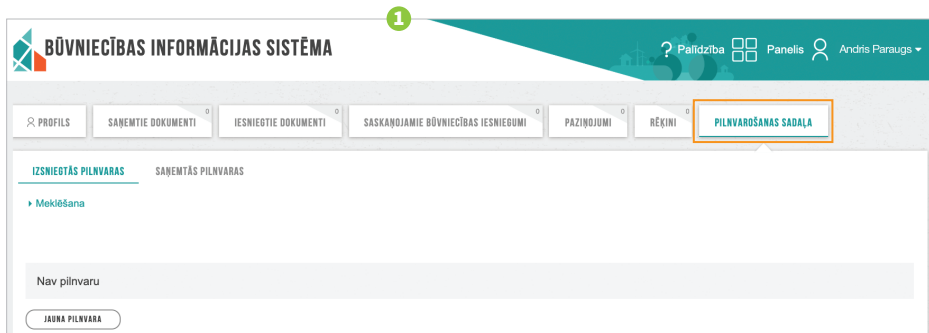 1
BŪVNIECĪBAS INFORMĀCIJAS SISTĒMA
? Palīdzība Panelis Andris Paraugs
PROFILS SAŅEMTIE DOKUMENTI 0 IESNIEGTIE DOKUMENTI 0 SASKAŅOJAMIE BŪVNIECĪBAS IESNIEGUMI 0 PAZIŅOJUMI 0 RĒĶINI 0 PILNVAROŠANAS SADAĻA
IZSNIEGTĀS PILNVARAS SAŅEMTĀS PILNVARAS
Meklēšana
Nav pilnvaru
JAUNA PILNVARA